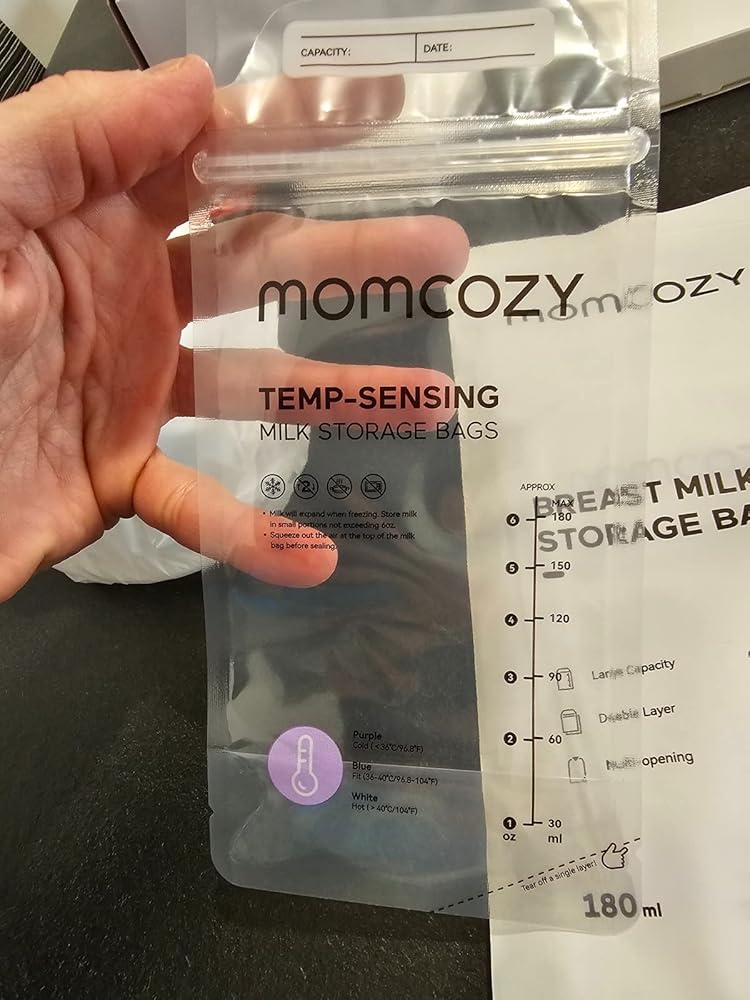 CAPACITY: DATE:
momcozy
momcozy
TEMP-SENSING
MILK STORAGE BAGS
• Milk will expand when freezing. Store milk
in small portions not exceeding 6oz.
• Squeeze out the air at the top of the milk
bag before sealing.
APPROX
MAX
6 180
5 150
4 120
3 90
2 60
1 30
oz ml
BREAST MILK
STORAGE BA
Large Capacity
Double Layer
Multi-opening
Purple
Cold (<36°C/96.8°F)
Blue
Fit (36-40°C/96.8-104°F)
White
Hot (> 40°C/104°F)
Tear off a single layer!
180 ml